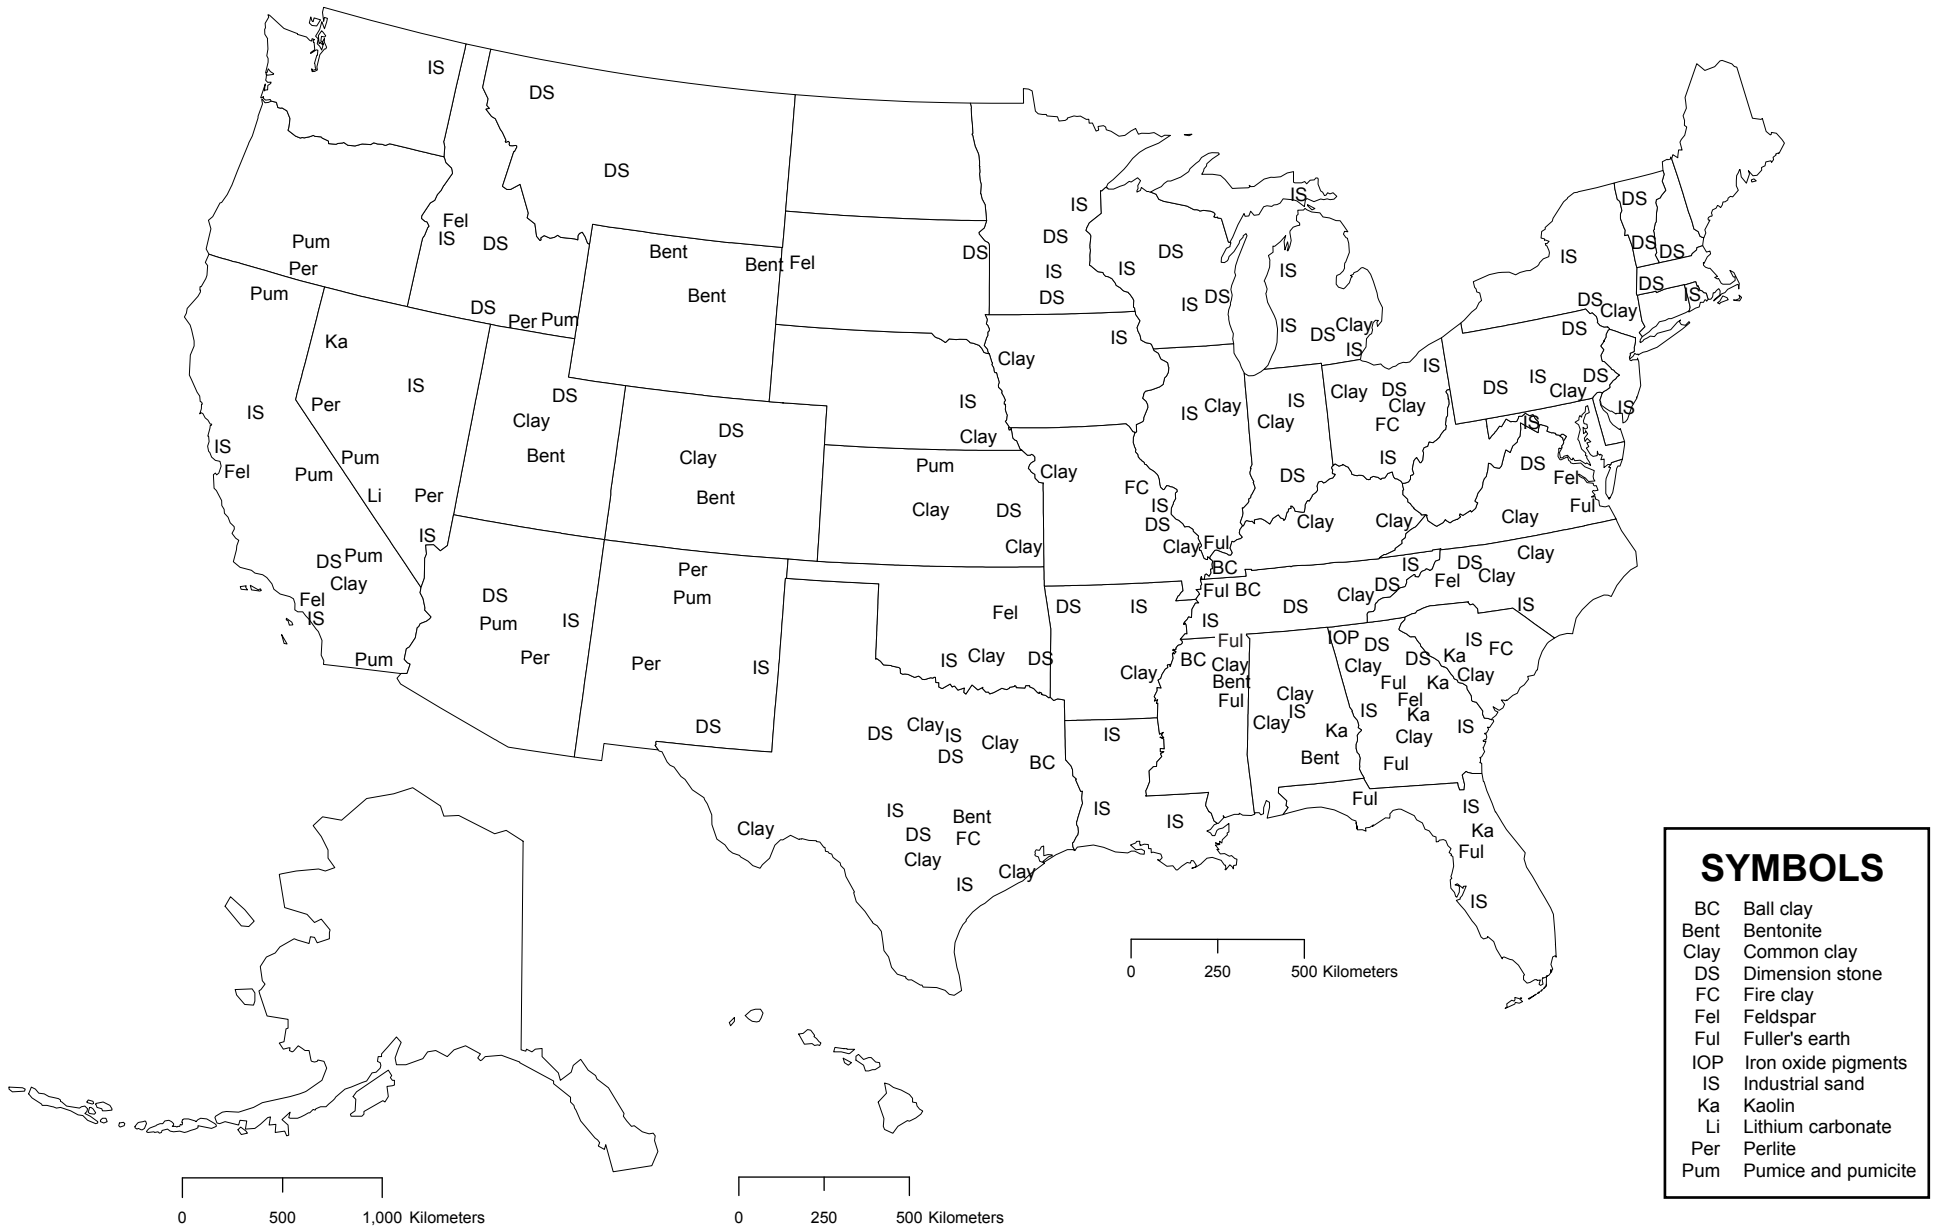 IS
DS
DS
Fel
IS
DS
Pum
Per
Pum
DS
Per Pum
Bent
Bent
Bent
Fel
DS
IS
DS
IS
DS
IS
DS
IS
DS
IS
IS
IS
DS
Clay
IS
IS
DS
Clay
DS
DS
DS
DS
IS
DS
IS
DS
Clay
Clay
IS
IS
Clay
Ka
IS
Per
Pum
Li
Per
IS
IS
IS
Fel
Pum
DS
Pum
Clay
Fel
IS
Pum
DS
Clay
Bent
DS
Clay
Bent
Pum
Clay
DS
Clay
Clay
FC
IS
DS
Clay
IS
Clay
Ful
BC
IS
Clay
DS
IS
Clay
DS
Clay
FC
IS
DS
IS
Clay
DS
IS
IS
DS
Fel
Ful
Clay
Clay
Clay
DS
Pum
IS
Per
Per
Pum
Per
IS
DS
Fel
IS
Clay
DS
DS
IS
Clay
Ful
BC
IS
DS
Clay
DS
IS
Fel
DS
Clay
Clay
IS
Ful
BC
Clay
Bent
Ful
Clay
IS
Clay
Ka
Bent
IOP
DS
Clay
DS
Ful
Ka
Fel
IS
Ka
IS
Clay
Ful
IS
FC
Ka
Clay
DS
Clay
IS
DS
Clay
BC
IS
Bent
DS
FC
Clay
Clay
IS
Clay
IS
IS
IS
Ful
IS
Ka
Ful
IS
SYMBOLS
BC Ball clay
Bent Bentonite
Clay Common clay
DS Dimension stone
FC Fire clay
Fel Feldspar
Ful Fuller's earth
IOP Iron oxide pigments
IS Industrial sand
Ka Kaolin
Li Lithium carbonate
Per Perlite
Pum Pumice and pumicite
0 250 500 Kilometers
0 500 1,000 Kilometers
0 250 500 Kilometers